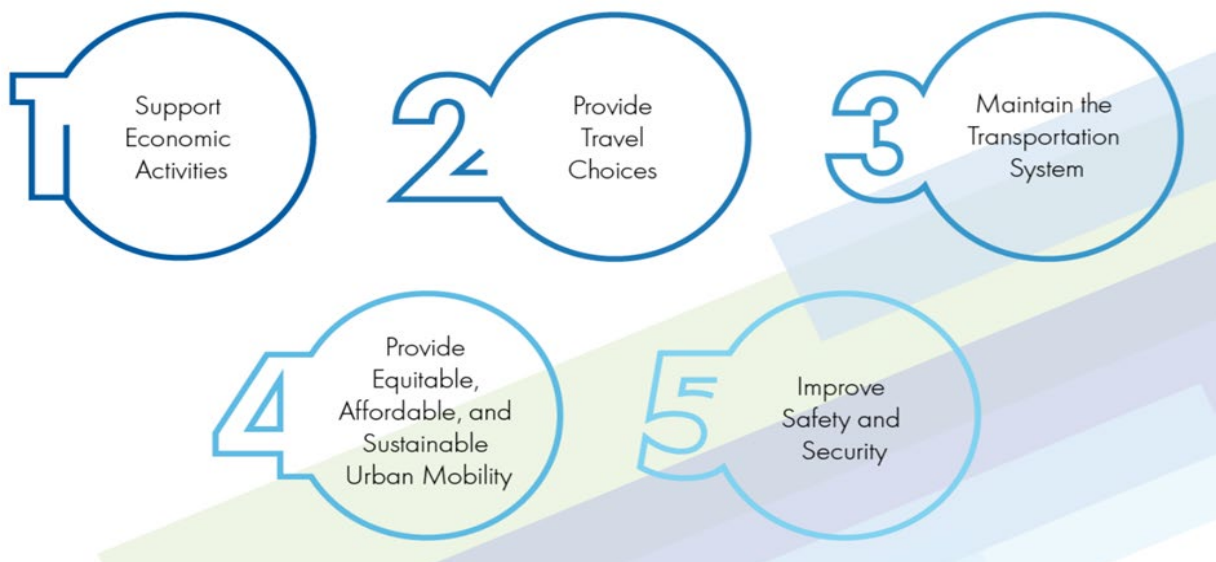 1
Support
Economic
Activities
2
Provide
Travel
Choices
3
Maintain the
Transportation
System
4
Provide
Equitable,
Affordable, and
Sustainable
Urban Mobility
5
Improve
Safety and
Security